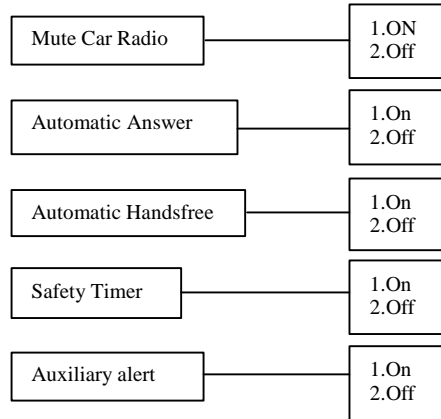 Mute Car Radio
1.ON
2.Off
Automatic Answer
1.On
2.Off
Automatic Handsfree
1.On
2.Off
Safety Timer
1.On
2.Off
Auxiliary alert
1.On
2.Off